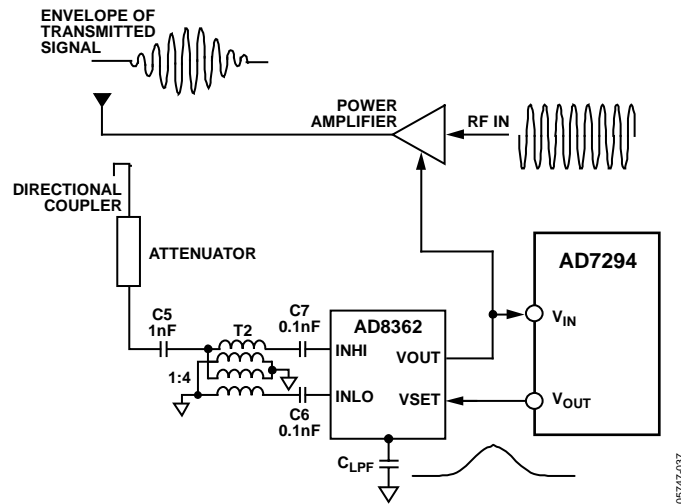 ENVELOPE OF
TRANSMITTED
SIGNAL
POWER
AMPLIFIER
RF IN
DIRECTIONAL
COUPLER
ATTENUATOR
AD7294
C5
1nF
T2
C7
0.1nF
AD8362
INHI
VOUT
VIN
1:4
INLO
VSET
VOUT
C6
0.1nF
CLPF
05747-037